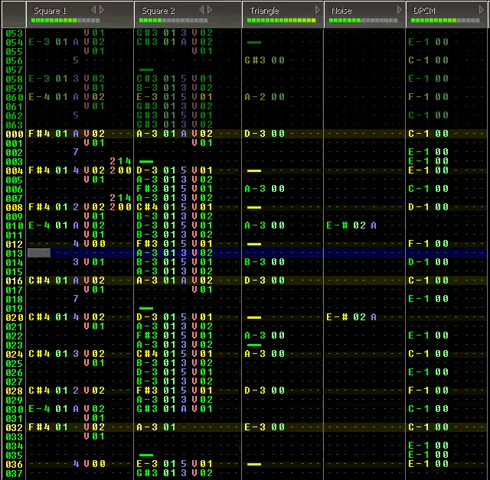 Square 1 Square 2 Triangle Noise DPCM
053 V01 G#3 01 3 V02
054 E-3 01 A V02 C#3 01 3 V02 E-1 00
055 V01
056 5 G#3 00 C-1 00
057
058 E-3 01 3 V02 C#3 01 3 V02 E-1 00
059 V01 B-3 01 3 V02
060 E-4 01 A V02 E-3 01 5 V01 A-2 00 C-1 00
061 V01 G#3 01 3 V02
062 5 C#3 01 3 V02 C-1 00
063 G#3 01 3 V02
000 F#4 01 A V02 A-3 01 A V02 D-3 00 C-1 00
001 V01 V01
002 7 E-1 00
003 214 E-1 00
004 F#4 01 4 V02 200 D-3 01 5 V01 E-1 00
005 V01 A-3 01 3 V02
006 F#3 01 5 V01 A-3 00 C-1 00
007 214 A-3 01 3 V02
008 F#4 01 2 V02 200 C#4 01 5 V01 D-1 00
009 V01 B-3 01 3 V02
010 E-4 01 A V02 D-3 01 5 V01 A-3 00 E-# 02 A C-1 00
011 V01 B-3 01 3 V02
012 4 V00 F#3 01 5 V01 F-1 00
013 A-3 01 3 V02
014 3 V01 B-3 01 5 V01 B-3 00 D-1 00
015 A-3 01 3 V02
016 C#4 01 A V02 A-3 01 A V02 D-3 00 C-1 00
017 V01 V01
018 7 E-1 00
019
020 C#4 01 4 V02 D-3 01 5 V01 E-# 02 A
021 V01 A-3 01 3 V02
022 F#3 01 5 V01 A-3 00 E-1 00
023 A-3 01 3 V02
024 C#4 01 3 V02 C#4 01 5 V01 A-3 00 C-1 00
025 V01 B-3 01 3 V02
026 D-3 01 5 V01 E-1 00
027 B-3 01 3 V02
028 C#4 01 2 V02 F#3 01 5 V01 D-3 00 F-1 00
029 V01 A-3 01 3 V02
030 E-4 01 A V02 G#3 01 A V01 C-1 00
031 V01
032 F#4 01 A V02 A-3 01 E-3 00 C-1 00
033 V01
034 E-1 00
035 E-1 00
036 4 V00 E-3 01 5 V01 E-1 00
037 G#3 01 3 V02